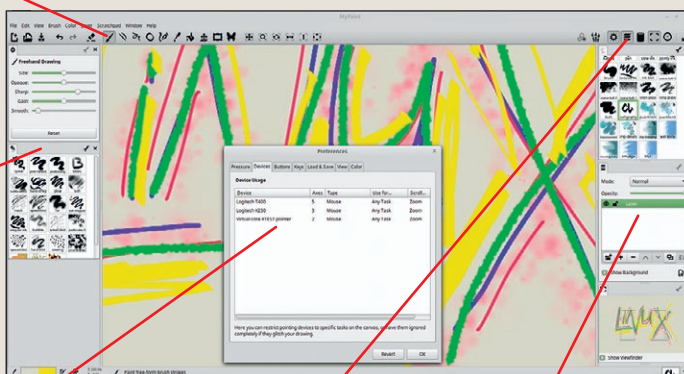 MyPaint
File Edit View Brush Color Layer Scratchpad Window Help
Freehand Drawing
Size:
Opaque:
Sharp:
Gain:
Smooth:
Reset
Preferences
Pressure Devices Buttons Keys Load & Save View Color
Device Usage
Device Axes Type Use for... Scroll...
Logitech T400 5 Mouse Any Task Zoom
Logitech K230 3 Mouse Any Task Zoom
Virtual core XTEST pointer 2 Mouse Any Task Zoom
Here you can restrict pointing devices to specific tasks on the canvas, or have them ignored
completely if they glitch your drawing.
Revert OK
Mode: Normal
Opacity:
Layer
Show Background
LINUX
Show Viewfinder
Paint free-form brush strokes